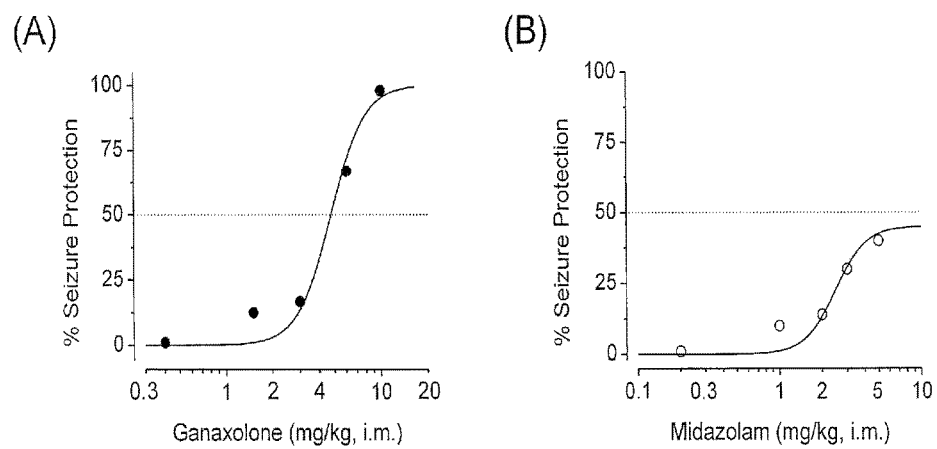 (A)
% Seizure Protection
100
75
50
25
0
0.3 1 2 4 10 20
Ganaxolone (mg/kg, i.m.)
(B)
% Seizure Protection
100
75
50
25
0
0.1 0.3 1 2 5 10
Midazolam (mg/kg, i.m.)